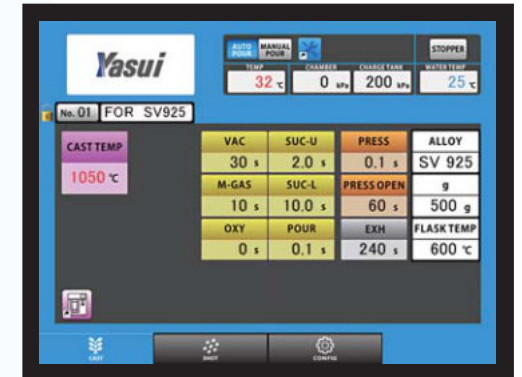 Yasui
AUTO POUR
MANUAL POUR
STOPPER
TEMP
32 ℃
CHAMBER
0 kPa
CHARGE TANK
200 kPa
WATER TEMP
25 ℃
No. 01 FOR SV925
CAST TEMP
1050 ℃
VAC SUC-U PRESS ALLOY
30 s 2.0 s 0.1 s SV 925
M-GAS SUC-L PRESS OPEN g
10 s 10.0 s 60 s 500 g
OXY POUR EXH FLASK TEMP
0 s 0.1 s 240 s 600 ℃
CAST SHOT CONFIG